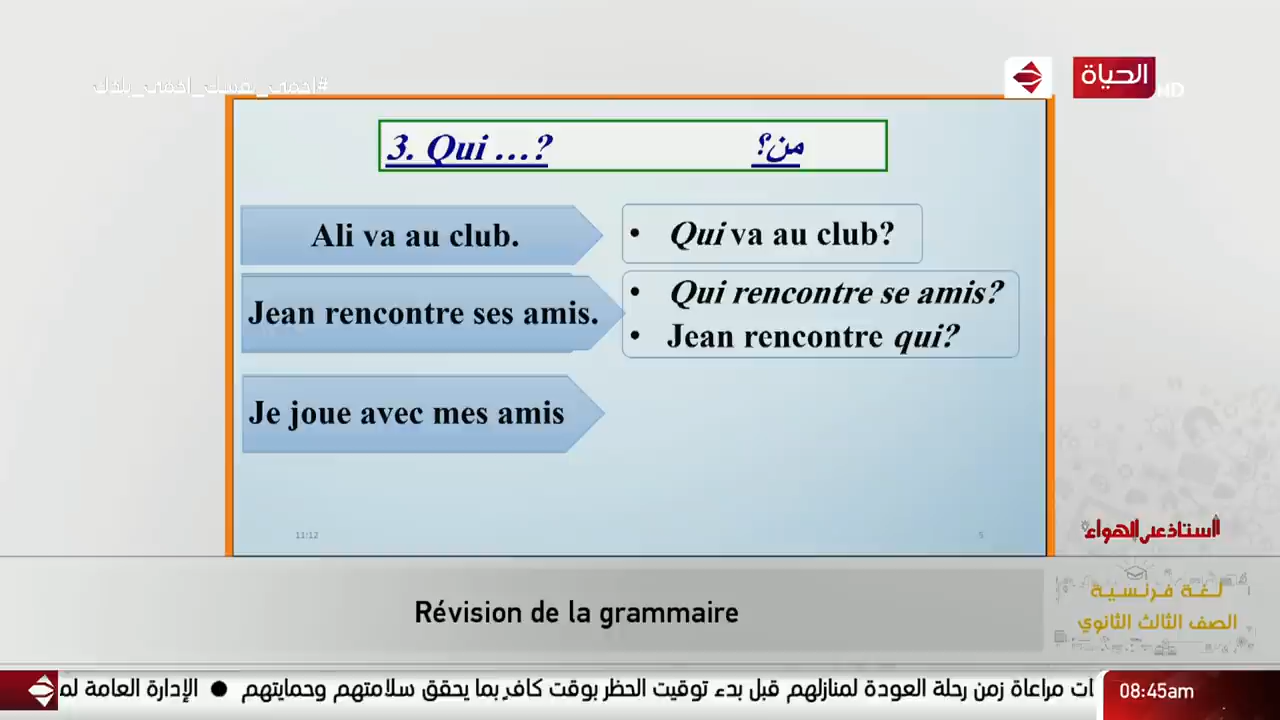 #احمي_نفسك_احمي_بلدك
الحياة
HD
3. Qui ...? من؟
Ali va au club.
• Qui va au club?
Jean rencontre ses amis.
• Qui rencontre se amis?
• Jean rencontre qui?
Je joue avec mes amis
11:12
5
أستاذ على الهواء
لغة فرنسية
الصف الثالث الثانوي
Révision de la grammaire
ات مراعاة زمن رحلة العودة لمنازلهم قبل بدء توقيت الحظر بوقت كافٍ بما يحقق سلامتهم وحمايتهم ● الإدارة العامة لم
08:45am